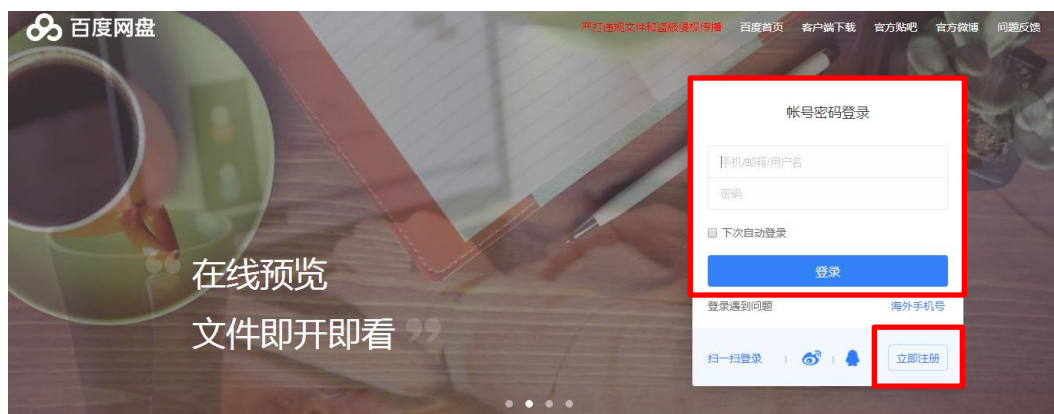 百度网盘
严打违规文件和盗版侵权传播 百度首页 客户端下载 官方贴吧 官方微博 问题反馈
帐号密码登录
手机/邮箱/用户名
密码
下次自动登录
登录
登录遇到问题 海外手机号
扫一扫登录 立即注册
在线预览
文件即开即看